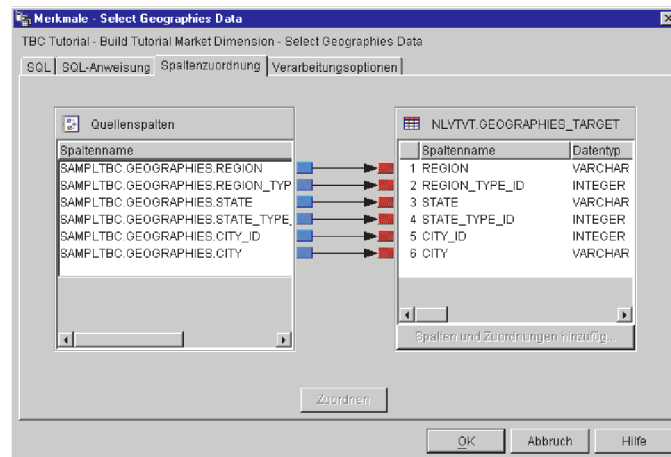 Merkmale - Select Geographies Data
TBC Tutorial - Build Tutorial Market Dimension - Select Geographies Data
SQL SQL-Anweisung Spaltenzuordnung Verarbeitungsoptionen
Quellenspalten
Spaltenname
SAMPLTBC.GEOGRAPHIES.REGION
SAMPLTBC.GEOGRAPHIES.REGION_TYP
SAMPLTBC.GEOGRAPHIES.STATE
SAMPLTBC.GEOGRAPHIES.STATE_TYPE_
SAMPLTBC.GEOGRAPHIES.CITY_ID
SAMPLTBC.GEOGRAPHIES.CITY
NLVTVT.GEOGRAPHIES_TARGET
Spaltenname Datentyp
1 REGION VARCHAR
2 REGION_TYPE_ID INTEGER
3 STATE VARCHAR
4 STATE_TYPE_ID INTEGER
5 CITY_ID INTEGER
6 CITY VARCHAR
Spalten und Zuordnungen hinzufüg...
Zuordnen
OK Abbruch Hilfe